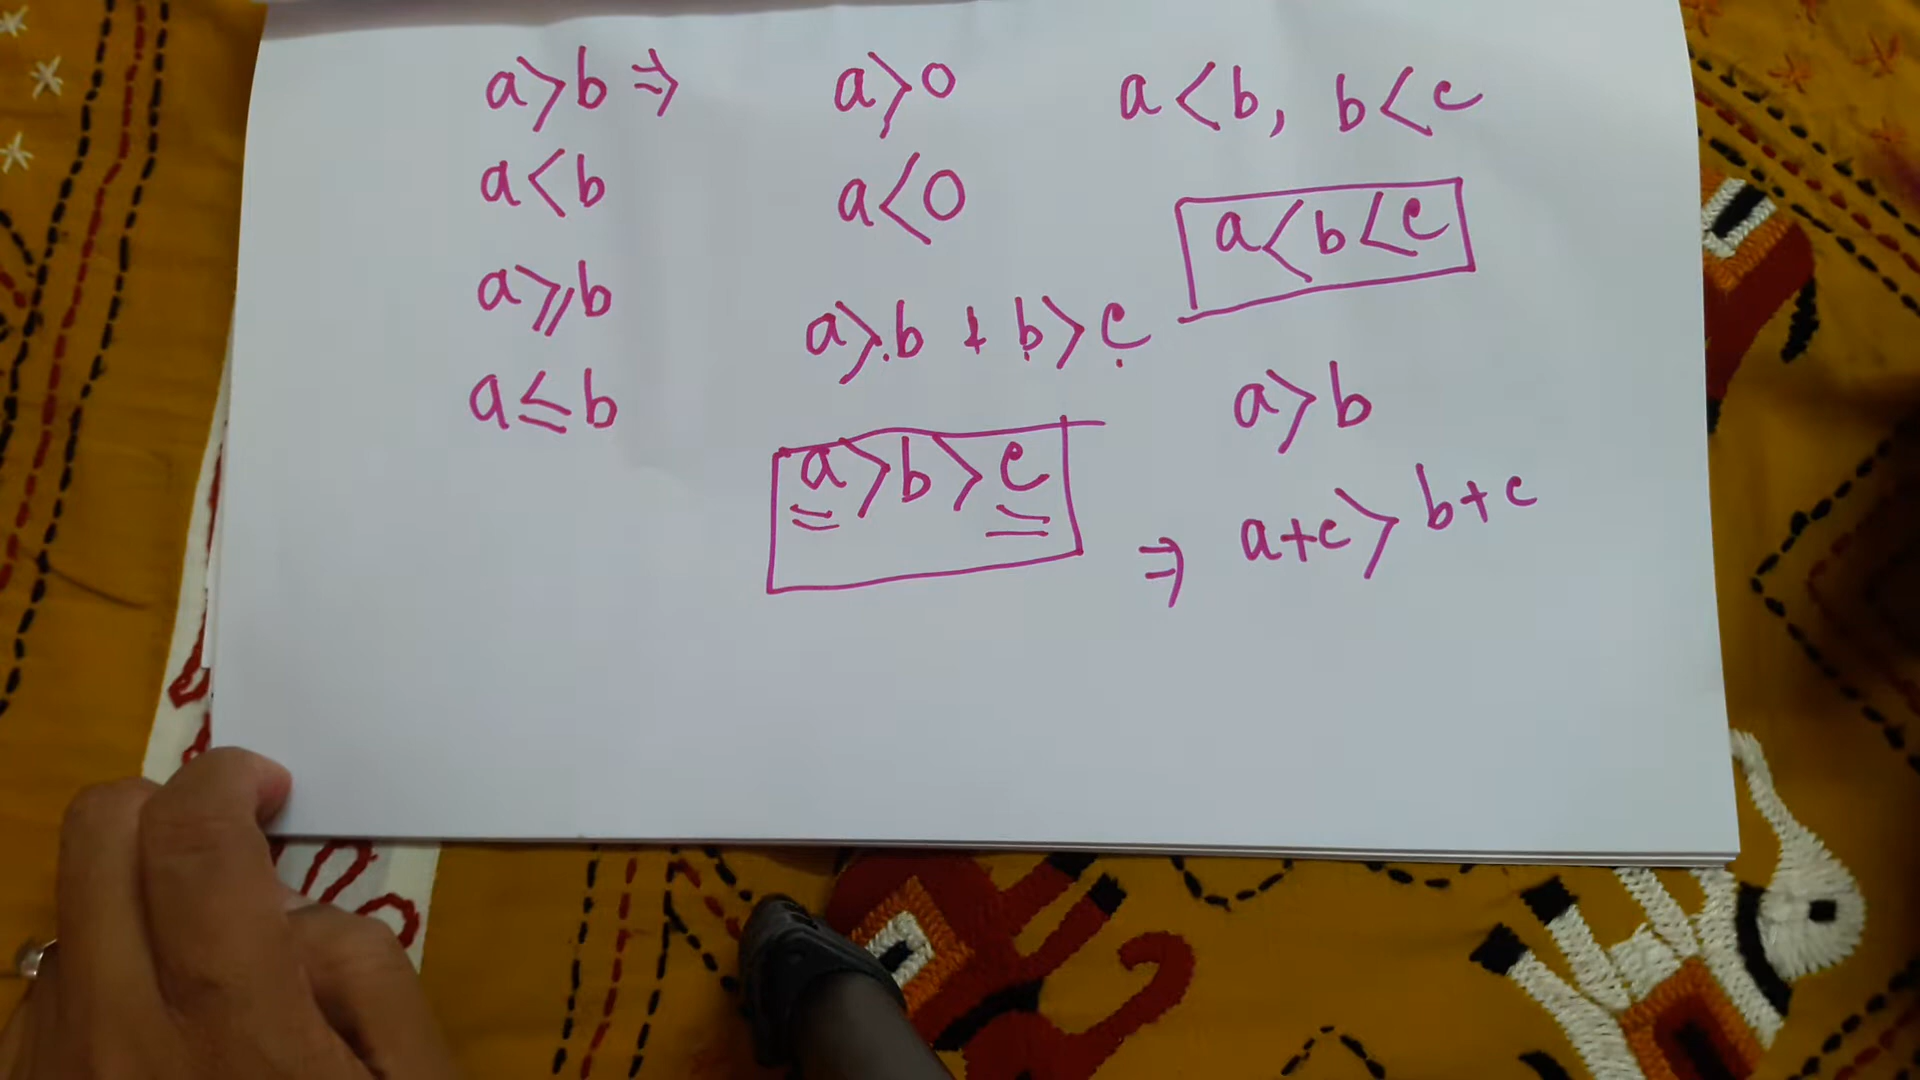 a>b ⇒
a<b
a⩾b
a≤b
a>0
a<0
a>b & b>c
a>b>c
a<b, b<c
a<b<c
a>b
⇒ a+c>b+c